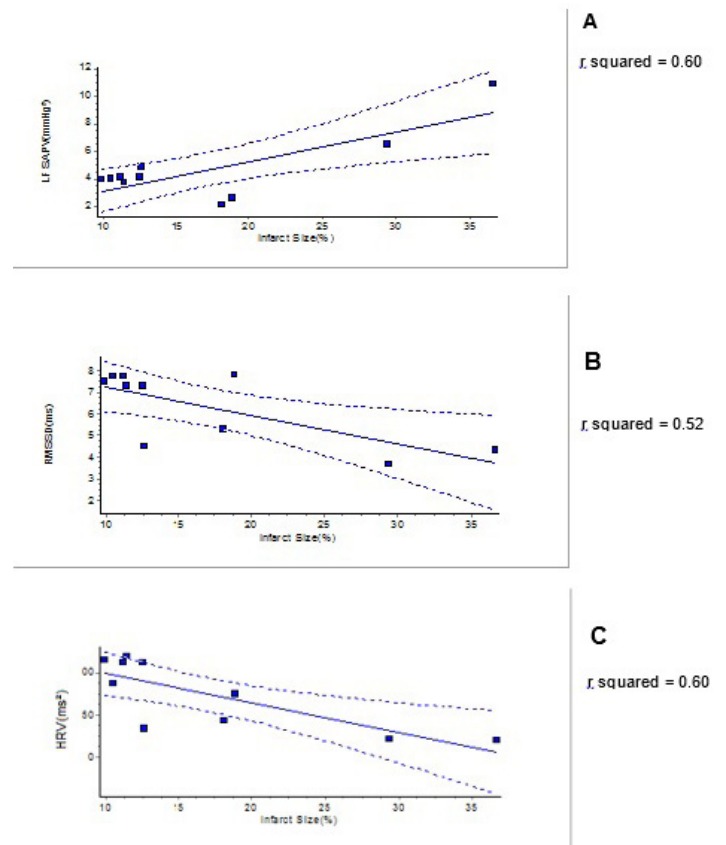 A
r squared = 0.60
LF SAPV(mmHg²)
12
10
8
6
4
2
10 20 30 35
Infarct Size(%)
B
r squared = 0.52
RMSSD(ms)
8
7
6
5
4
3
2
10 15 20 25 30 35
Infarct Size(%)
C
r squared = 0.60
HRV(ms²)
00
50
0
10 15 20 25 30 35
Infarct Size(%)